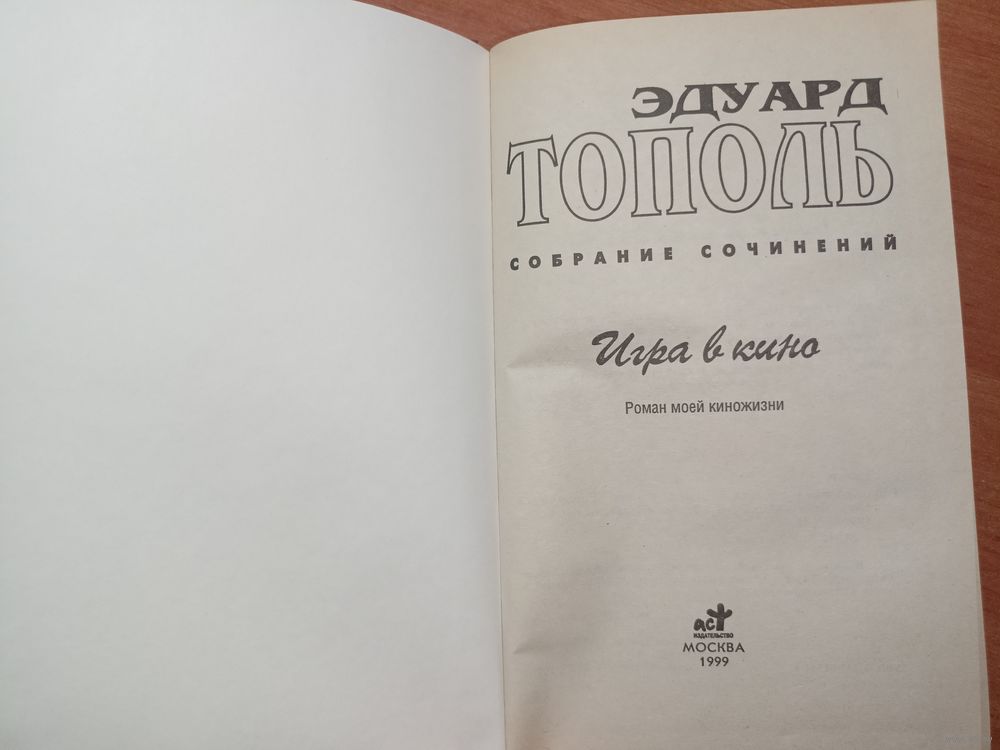 ЭДУАРД
ТОПОЛЬ
СОБРАНИЕ СОЧИНЕНИЙ
Игра в кино
Роман моей киножизни
аст
ИЗДАТЕЛЬСТВО
МОСКВА
1999